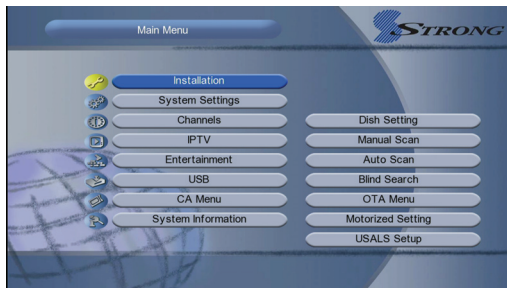 Main Menu
STRONG
Installation
System Settings
Channels
IPTV
Entertainment
USB
CA Menu
System Information
Dish Setting
Manual Scan
Auto Scan
Blind Search
OTA Menu
Motorized Setting
USALS Setup